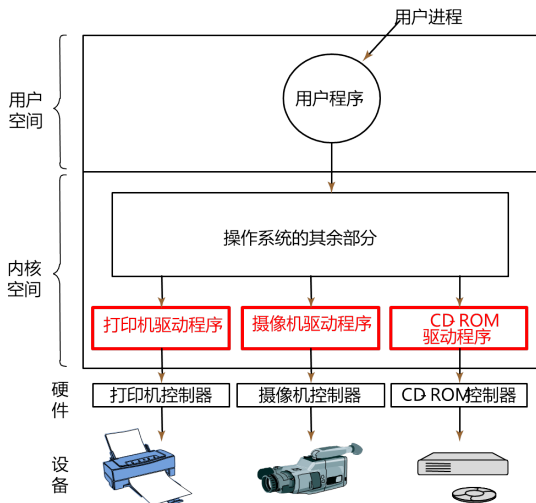 用户进程
用户
空间
用户程序
操作系统的其余部分
内核
空间
打印机驱动程序
摄像机驱动程序
CD-ROM
驱动程序
硬
件
打印机控制器
摄像机控制器
CD-ROM控制器
设
备